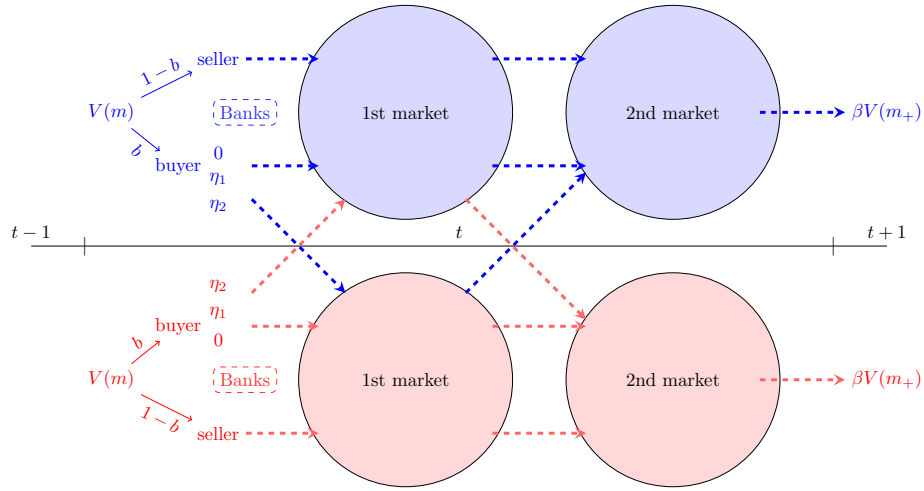 seller
1 − b
V(m)
Banks
1st market
2nd market
βV(m₊)
b
buyer
0
η₁
η₂
t − 1
t
t + 1
η₂
η₁
buyer
0
b
V(m)
Banks
1st market
2nd market
βV(m₊)
1−b
seller